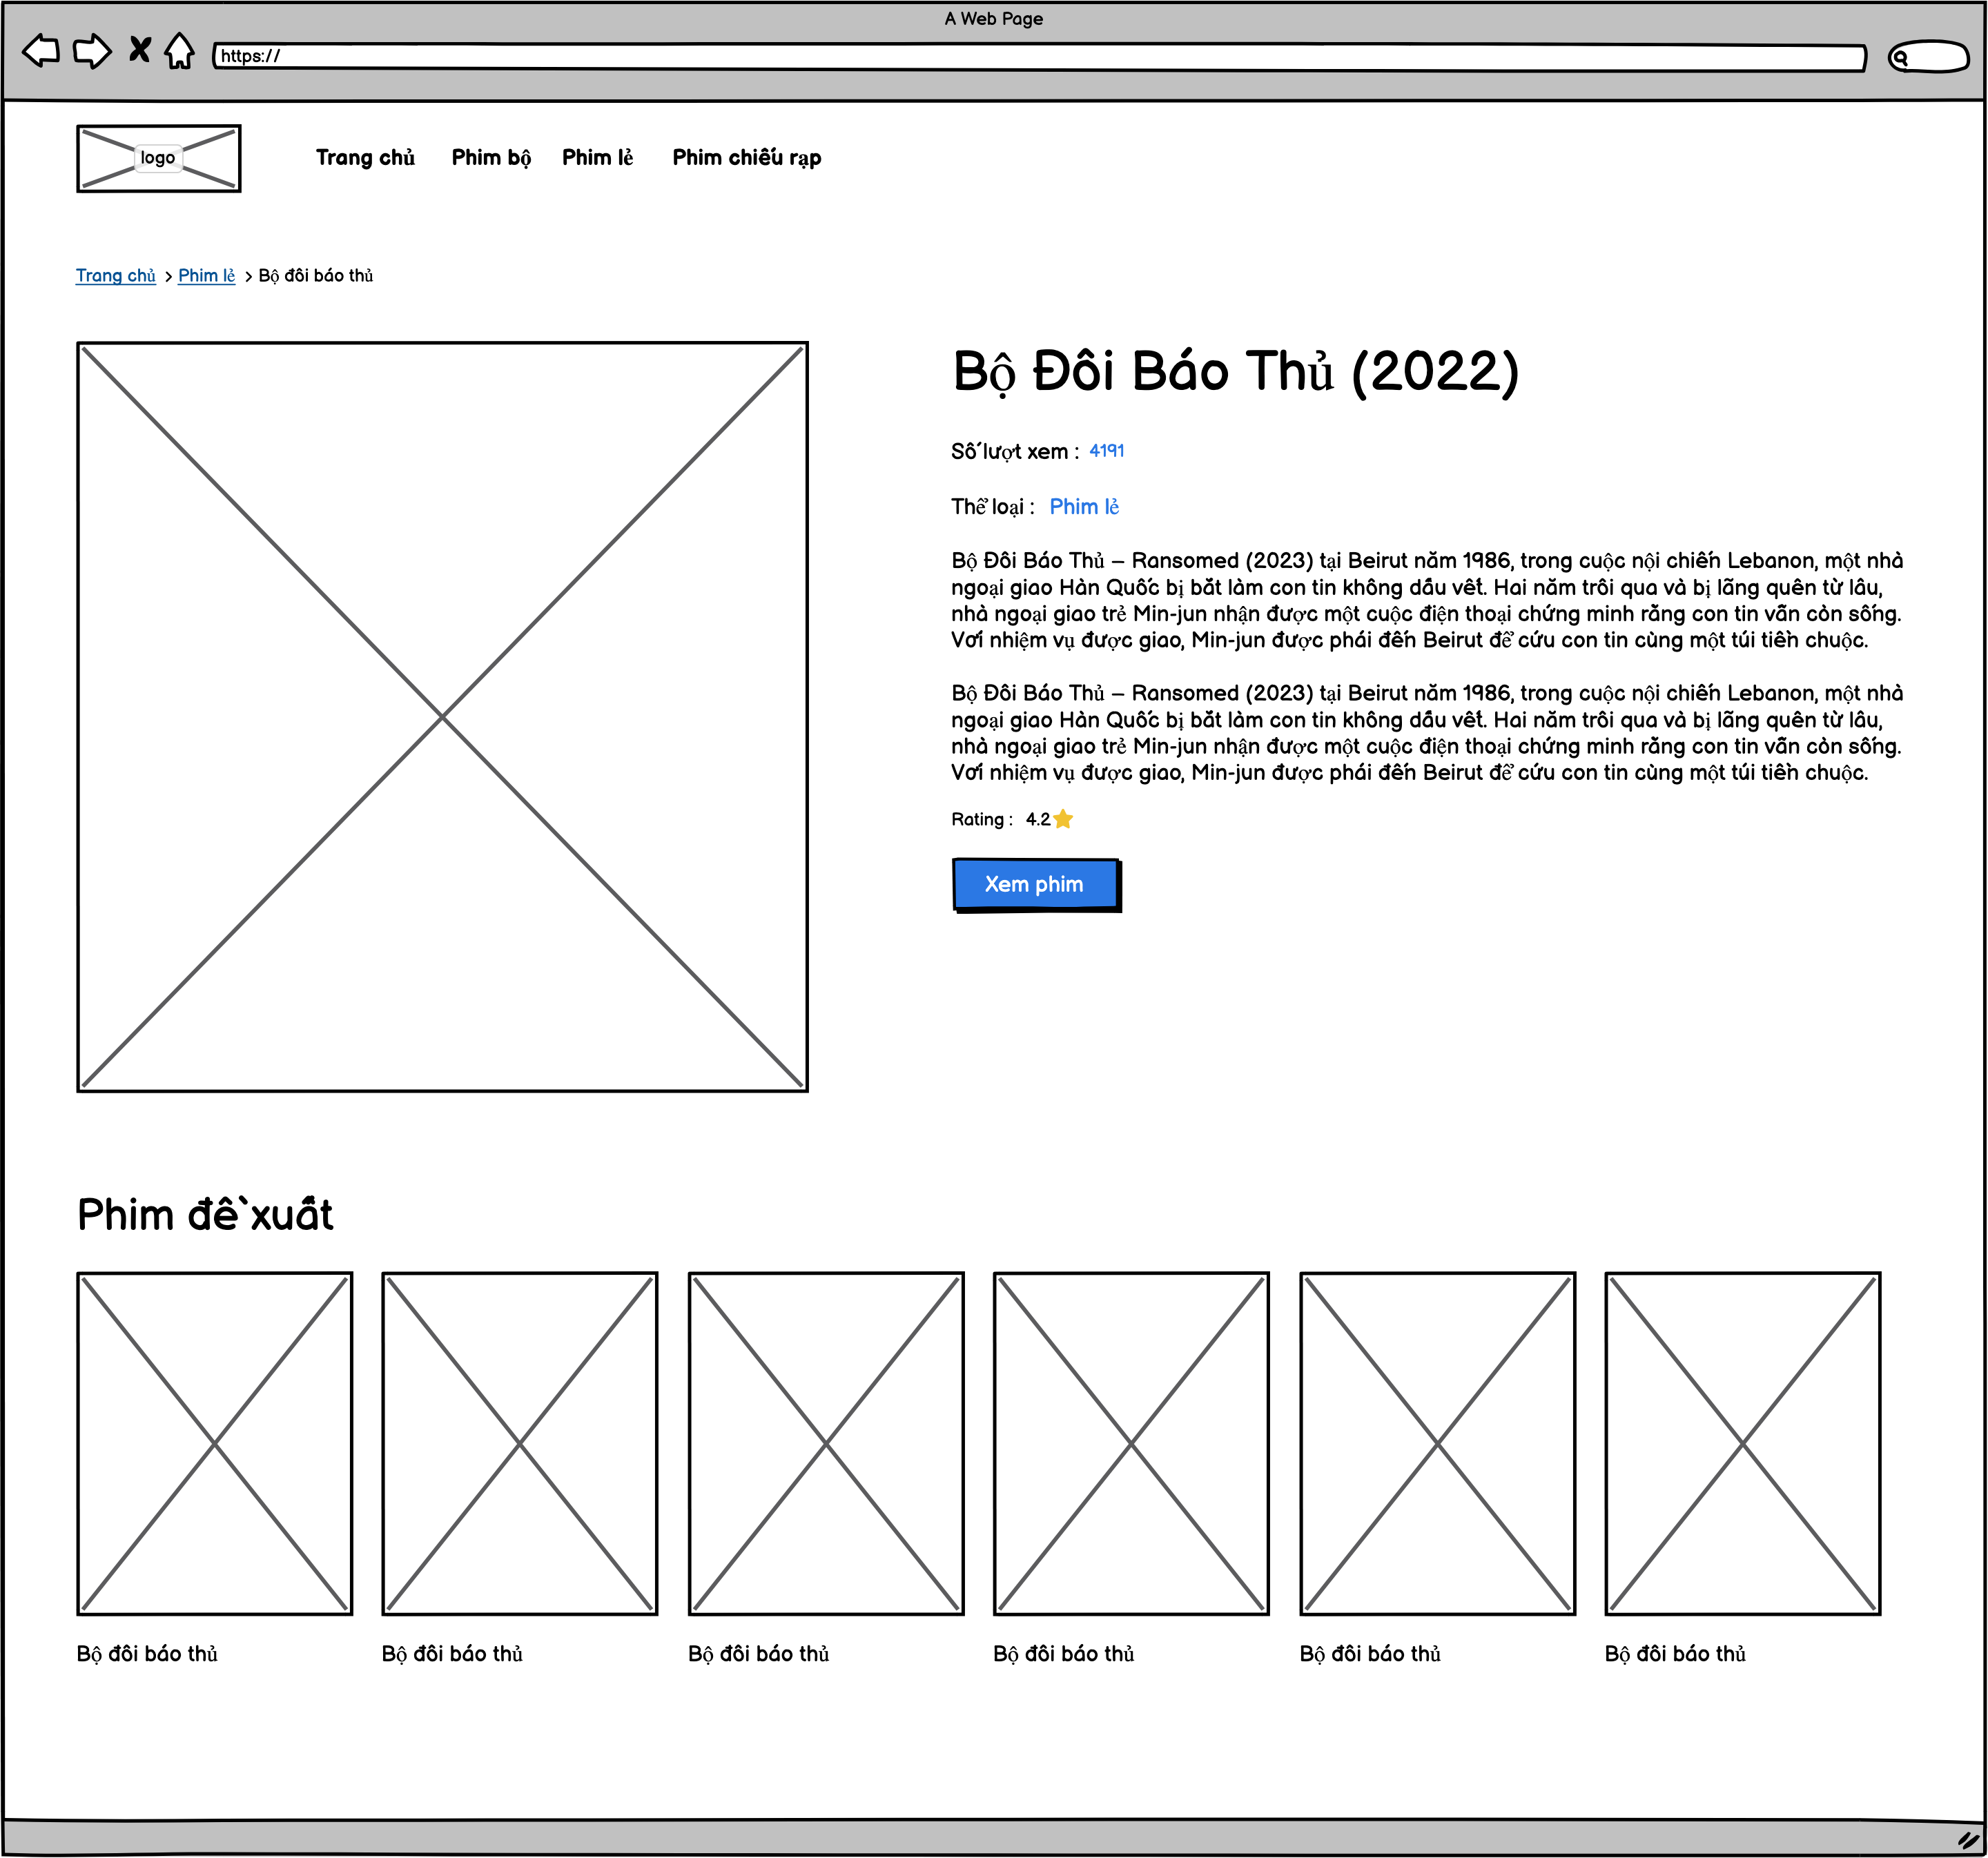 A Web Page
https://
logo
Trang chủ Phim bộ Phim lẻ Phim chiếu rạp
Trang chủ > Phim lẻ > Bộ đôi báo thủ
Bộ Đôi Báo Thủ (2022)
Số lượt xem : 4191
Thể loại : Phim lẻ
Bộ Đôi Báo Thủ – Ransomed (2023) tại Beirut năm 1986, trong cuộc nội chiến Lebanon, một nhà
ngoại giao Hàn Quốc bị bắt làm con tin không dấu vết. Hai năm trôi qua và bị lãng quên từ lâu,
nhà ngoại giao trẻ Min-jun nhận được một cuộc điện thoại chứng minh rằng con tin vẫn còn sống.
Với nhiệm vụ được giao, Min-jun được phái đến Beirut để cứu con tin cùng một túi tiền chuộc.
Bộ Đôi Báo Thủ – Ransomed (2023) tại Beirut năm 1986, trong cuộc nội chiến Lebanon, một nhà
ngoại giao Hàn Quốc bị bắt làm con tin không dấu vết. Hai năm trôi qua và bị lãng quên từ lâu,
nhà ngoại giao trẻ Min-jun nhận được một cuộc điện thoại chứng minh rằng con tin vẫn còn sống.
Với nhiệm vụ được giao, Min-jun được phái đến Beirut để cứu con tin cùng một túi tiền chuộc.
Rating : 4.2
Xem phim
Phim đề xuất
Bộ đôi báo thủ Bộ đôi báo thủ Bộ đôi báo thủ Bộ đôi báo thủ Bộ đôi báo thủ Bộ đôi báo thủ